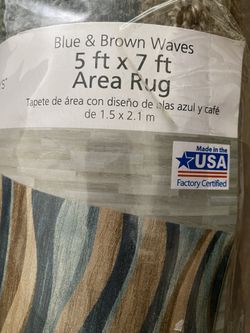 Blue & Brown Waves
5 ft x 7 ft
Area Rug
Tapete de área con diseño de olas azul y café
de 1.5 x 2.1 m
Made in the
USA
Factory Certified